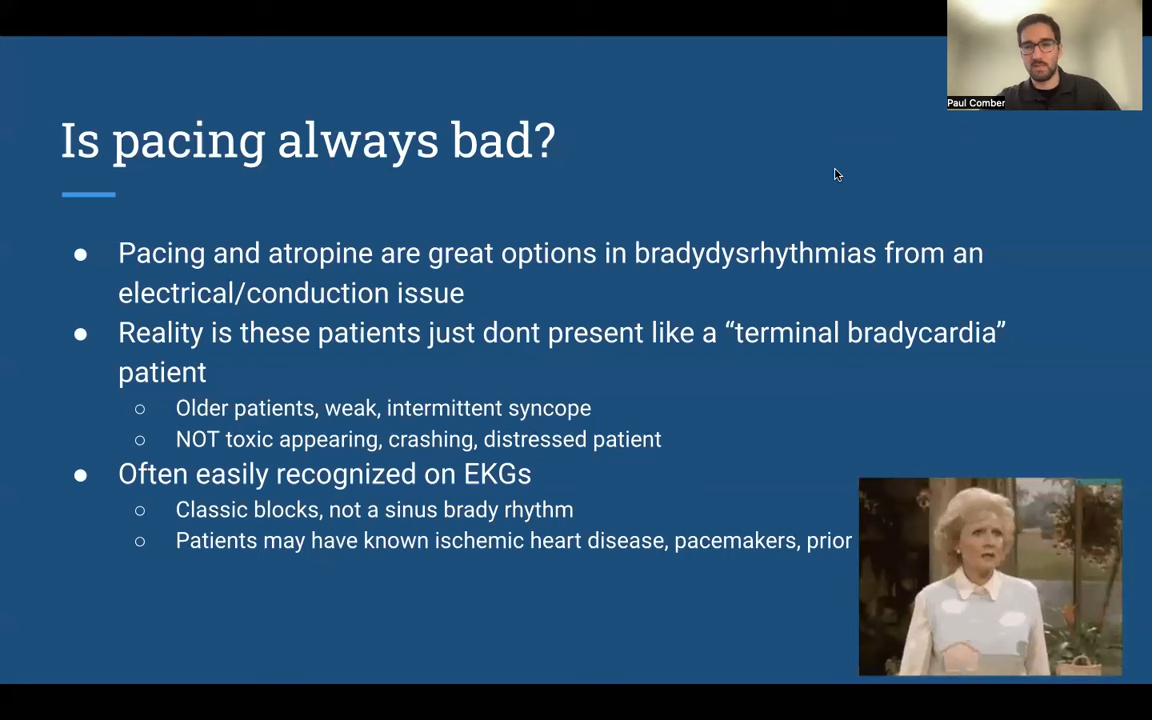 Paul Comber
Is pacing always bad?
● Pacing and atropine are great options in bradydysrhythmias from an
electrical/conduction issue
● Reality is these patients just dont present like a “terminal bradycardia”
patient
○ Older patients, weak, intermittent syncope
○ NOT toxic appearing, crashing, distressed patient
● Often easily recognized on EKGs
○ Classic blocks, not a sinus brady rhythm
○ Patients may have known ischemic heart disease, pacemakers, prior